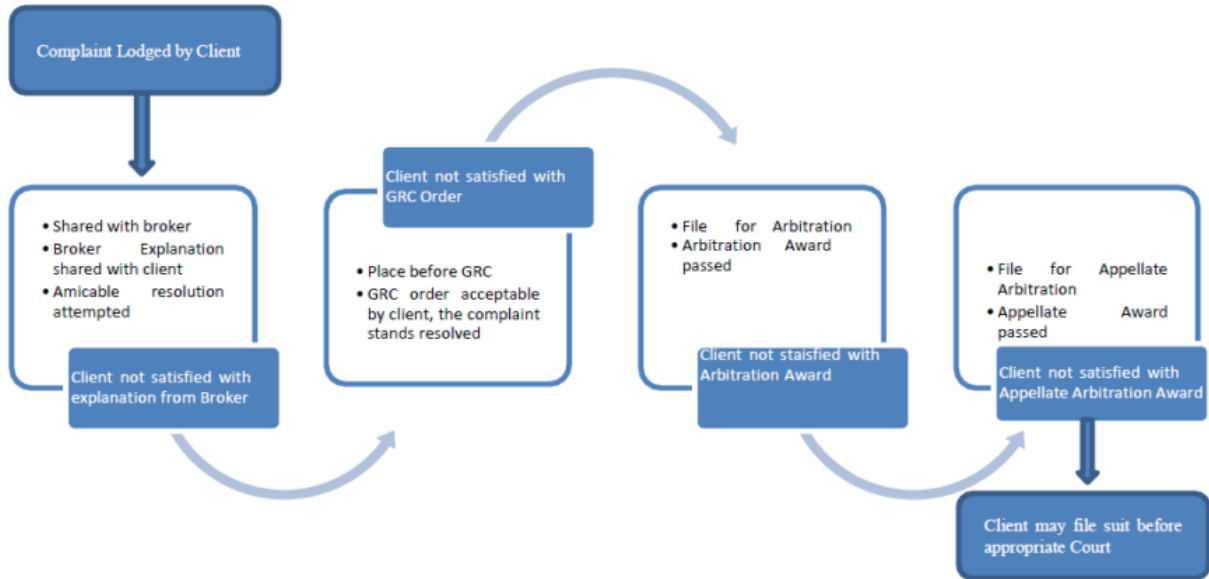 Complaint Lodged by Client
• Shared with broker
• Broker Explanation
shared with client
• Amicable resolution
attempted
Client not satisfied with
explanation from Broker
Client not satisfied with
GRC Order
• Place before GRC
• GRC order acceptable
by client, the complaint
stands resolved
• File for Arbitration
• Arbitration Award
passed
Client not staisfied with
Arbitration Award
• File for Appellate
Arbitration
• Appellate Award
passed
Client not satisfied with
Appellate Arbitration Award
Client may file suit before
appropriate Court